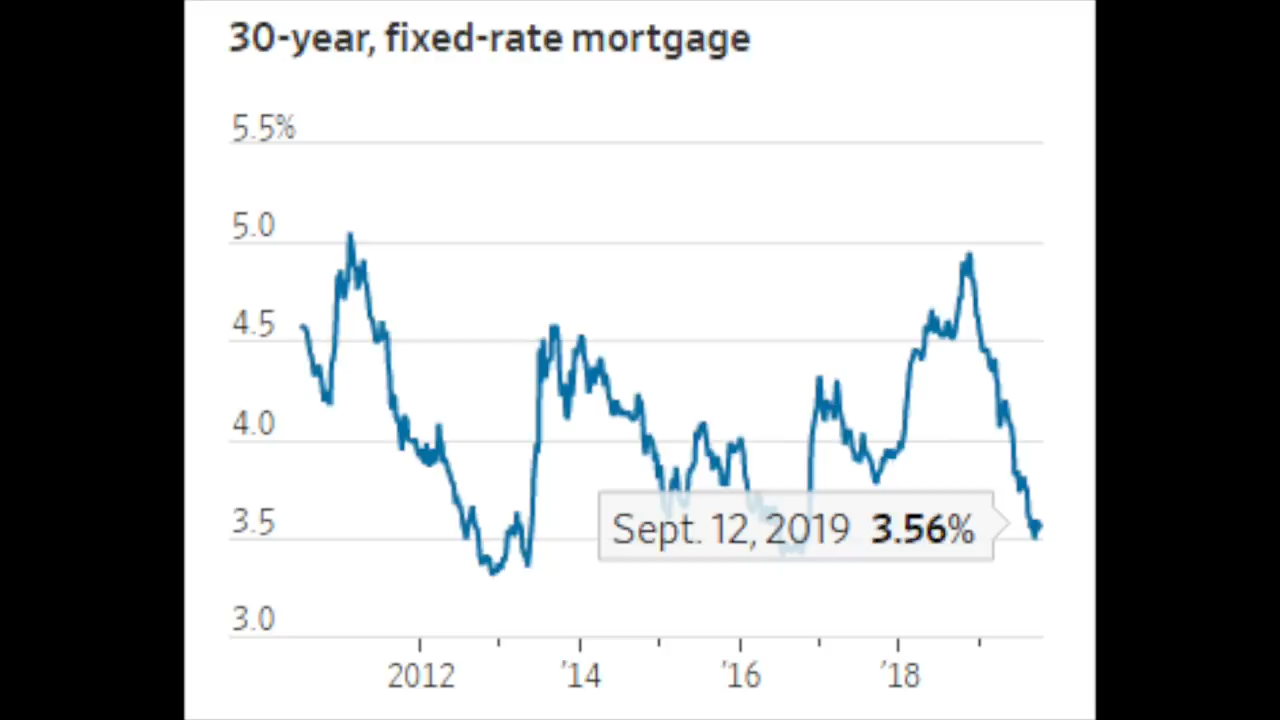 30-year, fixed-rate mortgage
5.5%
5.0
4.5
4.0
3.5
Sept. 12, 2019 3.56%
3.0
2012 ’14 ’16 ’18